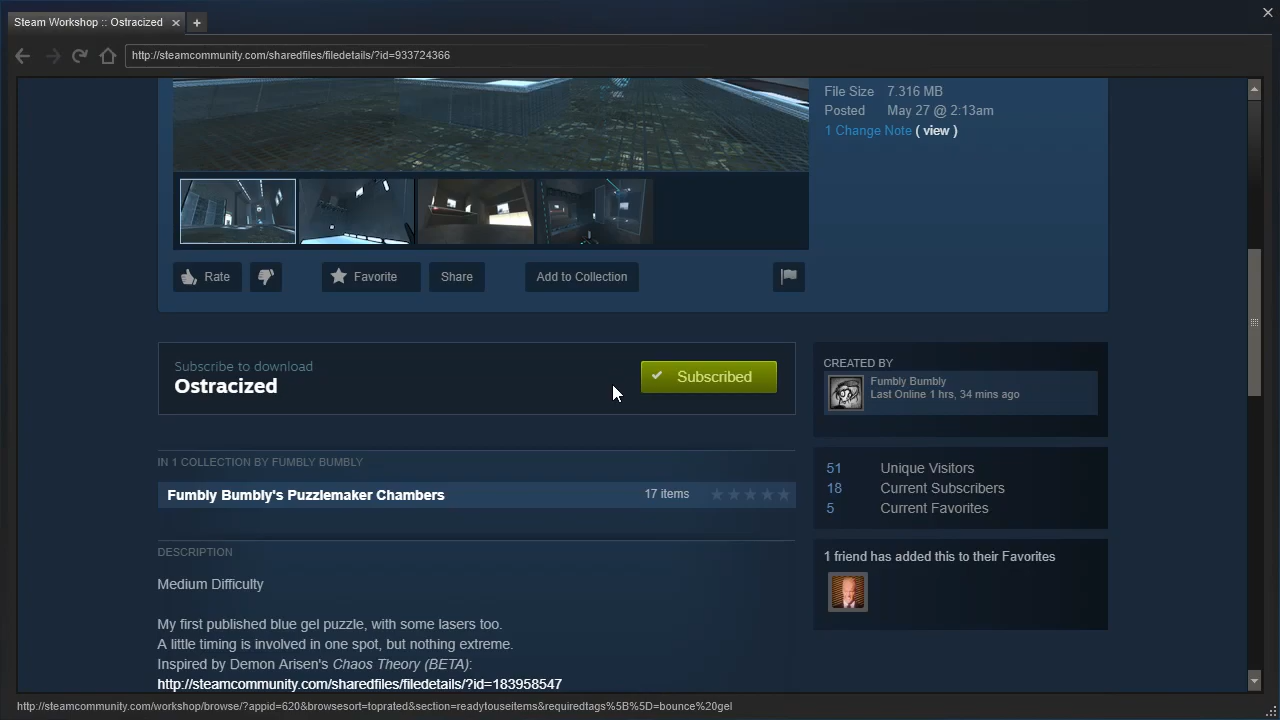 Steam Workshop :: Ostracized
http://steamcommunity.com/sharedfiles/filedetails/?id=933724366
File Size 7.316 MB
Posted May 27 @ 2:13am
1 Change Note ( view )
Rate
Favorite
Share
Add to Collection
Subscribe to download
Ostracized
Subscribed
CREATED BY
Fumbly Bumbly
Last Online 1 hrs, 34 mins ago
IN 1 COLLECTION BY FUMBLY BUMBLY
Fumbly Bumbly's Puzzlemaker Chambers 17 items
51 Unique Visitors
18 Current Subscribers
5 Current Favorites
DESCRIPTION
Medium Difficulty
My first published blue gel puzzle, with some lasers too.
A little timing is involved in one spot, but nothing extreme.
Inspired by Demon Arisen's Chaos Theory (BETA):
http://steamcommunity.com/sharedfiles/filedetails/?id=183958547
1 friend has added this to their Favorites
http://steamcommunity.com/workshop/browse/?appid=620&browsesort=toprated&section=readytouseitems&requiredtags%5B%5D=bounce%20gel